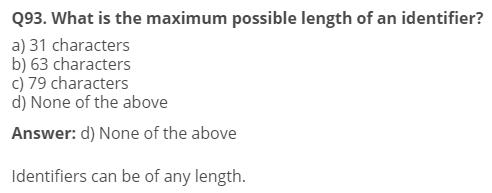 Q93. What is the maximum possible length of an identifier?
a) 31 characters
b) 63 characters
c) 79 characters
d) None of the above
Answer: d) None of the above
Identifiers can be of any length.